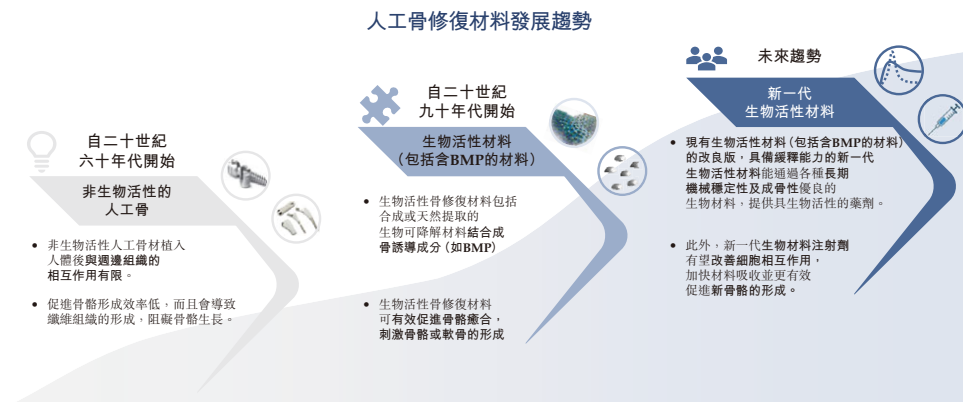 人工骨修復材料發展趨勢
自二十世紀
六十年代開始
非生物活性的
人工骨
• 非生物活性人工骨材植入
人體後與週邊組織的
相互作用有限。
• 促進骨骼形成效率低，而且會導致
纖維組織的形成，阻礙骨骼生長。
自二十世紀
九十年代開始
生物活性材料
(包括含BMP的材料)
• 生物活性骨修復材料包括
合成或天然提取的
生物可降解材料結合成
骨誘導成分 (如BMP)
• 生物活性骨修復材料
可有效促進骨骼癒合，
刺激骨骼或軟骨的形成
未來趨勢
新一代
生物活性材料
• 現有生物活性材料 (包括含BMP的材料)
的改良版，具備緩釋能力的新一代
生物活性材料能通過各種長期
機械穩定性及成骨性優良的
生物材料，提供具生物活性的藥劑。
• 此外，新一代生物材料注射劑
有望改善細胞相互作用，
加快材料吸收並更有效
促進新骨骼的形成。